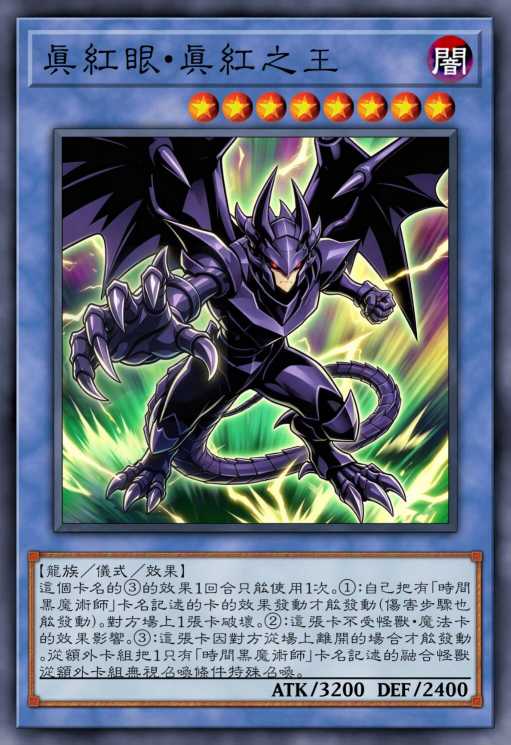 眞紅眼・眞紅之王
闇
【龍族／儀式／效果】
這個卡名的③的效果1回合只能使用1次。①：自己把有「時間
黑魔術師」卡名記述的卡的效果發動才能發動(傷害步驟也
能發動)。對方場上1張卡破壞。②：這張卡不受怪獸・魔法卡
的效果影響。③：這張卡因對方從場上離開的場合才能發動
。從額外卡組把1只有「時間黑魔術師」卡名記述的融合怪獸
從額外卡組無視召喚條件特殊召喚。
ATK/3200 DEF/2400